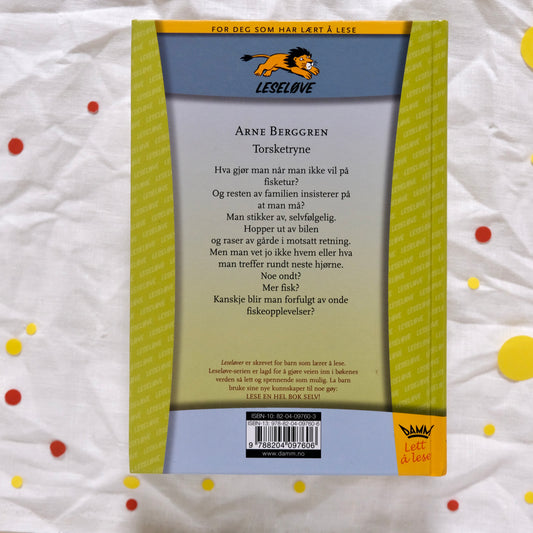 FOR DEG SOM HAR LÆRT Å LESE
LESELØVE
ARNE BERGGREN
Torsketryne
Hva gjør man når man ikke vil på
fisketur?
Og resten av familien insisterer på
at man må?
Man stikker av, selvfølgelig.
Hopper ut av bilen
og raser av gårde i motsatt retning.
Men man vet jo ikke hvem eller hva
man treffer rundt neste hjørne.
Noe ondt?
Mer fisk?
Kanskje blir man forfulgt av onde
fiskeopplevelser?
Leseløver er skrevet for barn som lærer å lese.
Leseløve-serien er lagd for å gjøre veien inn i bøkenes
verden så lett og spennende som mulig. La barn
bruke sine nye kunnskaper til noe gøy:
LESE EN HEL BOK SELV!
ISBN-10: 82-04-09760-3
ISBN-13: 978-82-04-09760-6
9 788204 097606
www.damm.no
DAMM
Lett
å lese